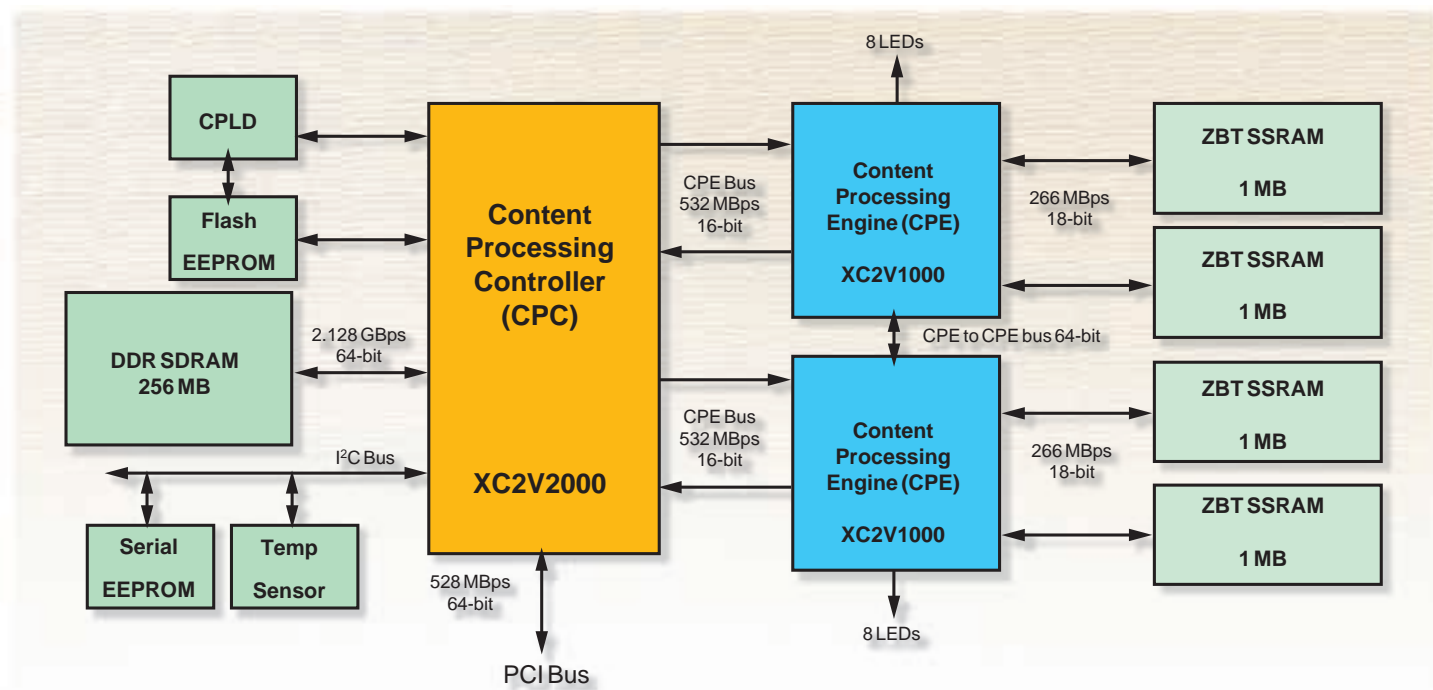 8 LEDs
CPLD
Flash
EEPROM
DDR SDRAM
256 MB
2.128 GBps
64-bit
I²C Bus
Serial
EEPROM
Temp
Sensor
Content
Processing
Controller
(CPC)
XC2V2000
528 MBps
64-bit
PCI Bus
CPE Bus
532 MBps
16-bit
CPE Bus
532 MBps
16-bit
Content
Processing
Engine (CPE)
XC2V1000
CPE to CPE bus 64-bit
Content
Processing
Engine (CPE)
XC2V1000
8 LEDs
266 MBps
18-bit
266 MBps
18-bit
ZBT SSRAM
1 MB
ZBT SSRAM
1 MB
ZBT SSRAM
1 MB
ZBT SSRAM
1 MB